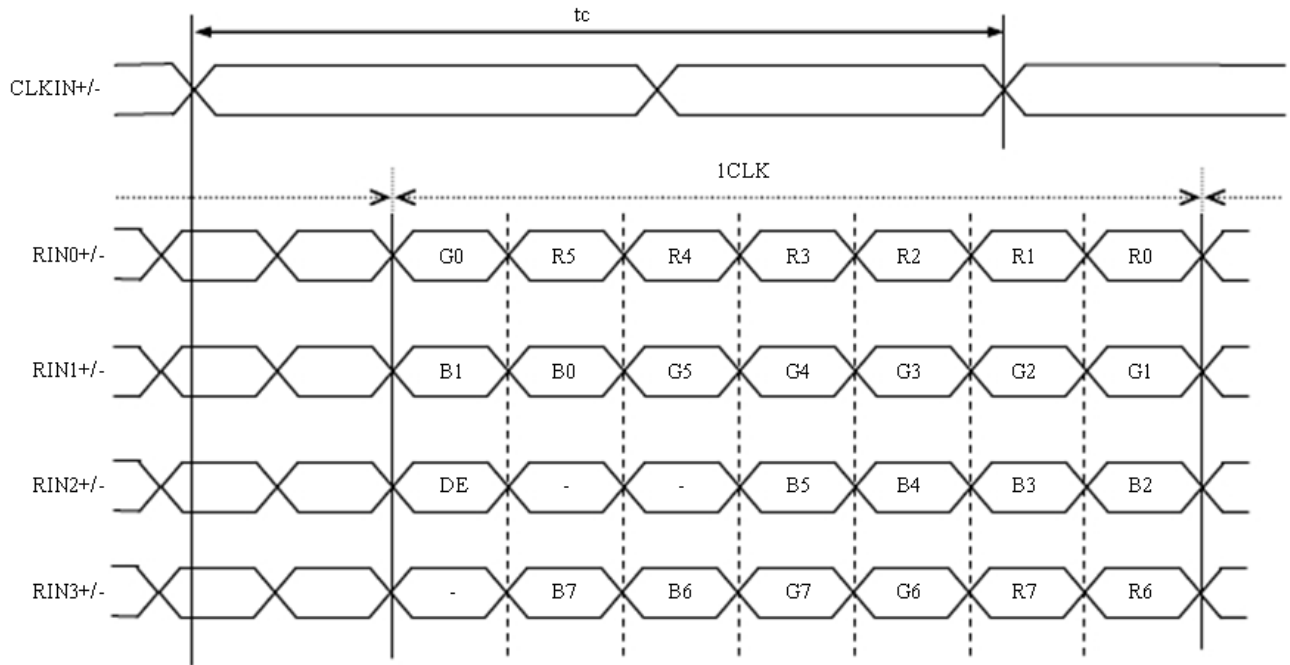 tc
CLKIN+/-
1CLK
RIN0+/- G0 R5 R4 R3 R2 R1 R0
RIN1+/- B1 B0 G5 G4 G3 G2 G1
RIN2+/- DE - - B5 B4 B3 B2
RIN3+/- - B7 B6 G7 G6 R7 R6